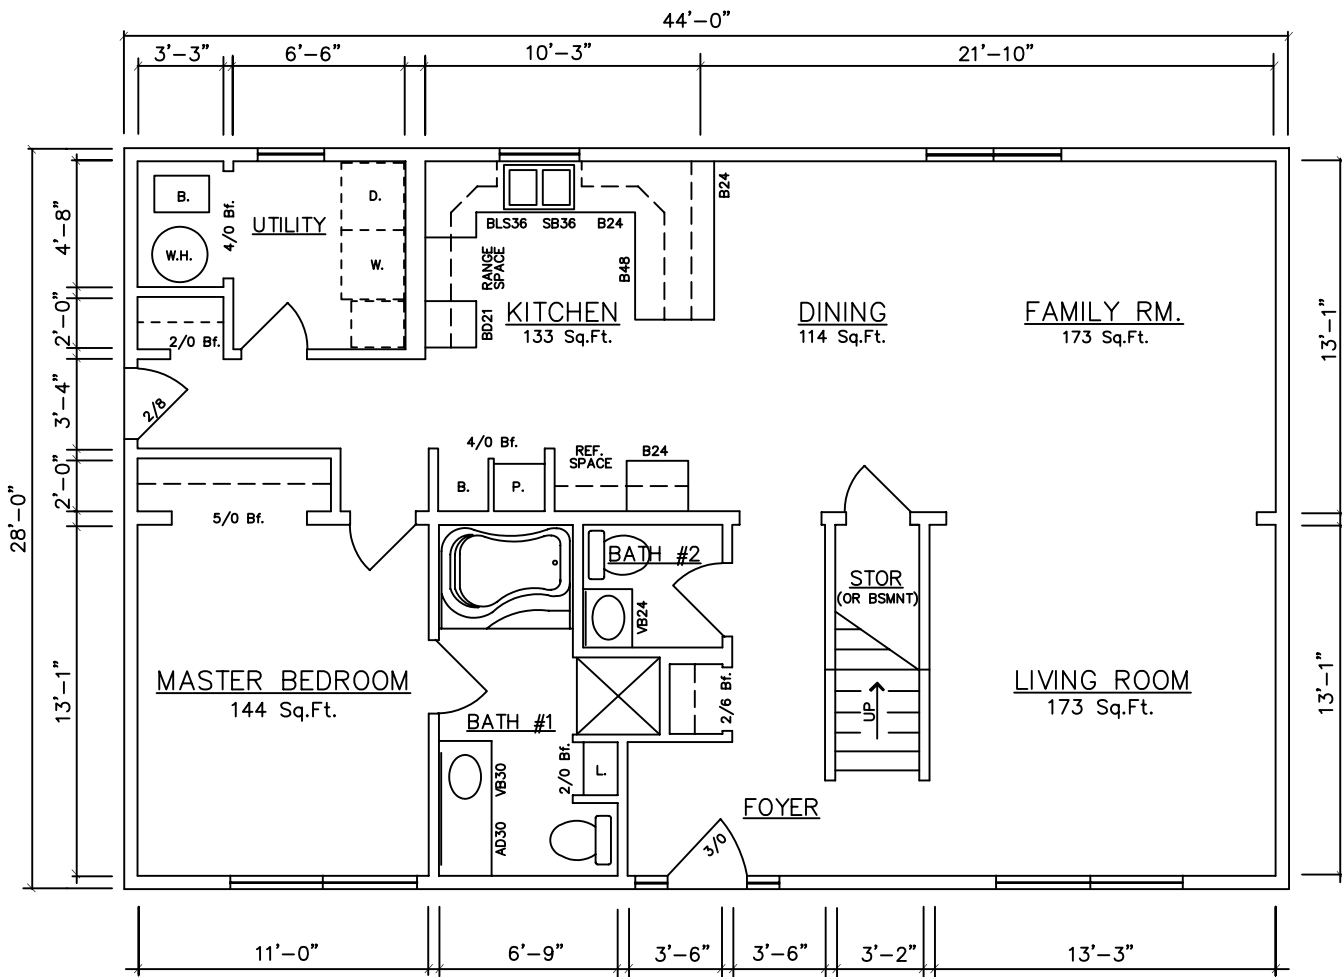 44'-0"
3'-3"
6'-6"
10'-3"
21'-10"
28'-0"
4'-8"
2'-0"
3'-4"
2'-0"
13'-1"
B.
W.H.
4/0 Bf.
UTILITY
D.
W.
2/0 Bf.
2/8
BLS36
SB36
B24
B24
RANGE
SPACE
B48
BD21
KITCHEN
133 Sq.Ft.
DINING
114 Sq.Ft.
FAMILY RM.
173 Sq.Ft.
13'-1"
4/0 Bf.
REF.
SPACE
B24
B.
P.
5/0 Bf.
BATH #2
VB24
STOR
(OR BSMNT)
MASTER BEDROOM
144 Sq.Ft.
BATH #1
2/6 Bf.
UP
LIVING ROOM
173 Sq.Ft.
13'-1"
VB30
AD30
2/0 Bf.
L.
FOYER
3/0
11'-0"
6'-9"
3'-6"
3'-6"
3'-2"
13'-3"